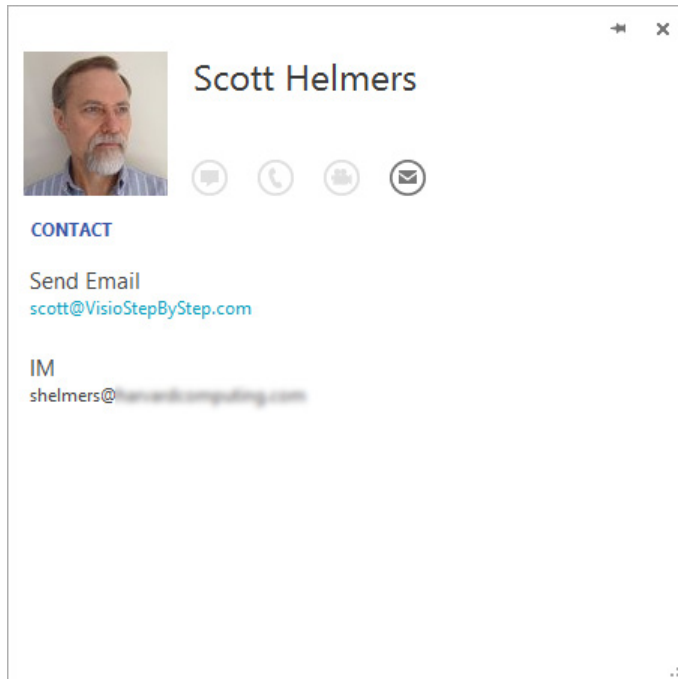 Scott Helmers
CONTACT
Send Email
scott@VisioStepByStep.com
IM
shelmers@